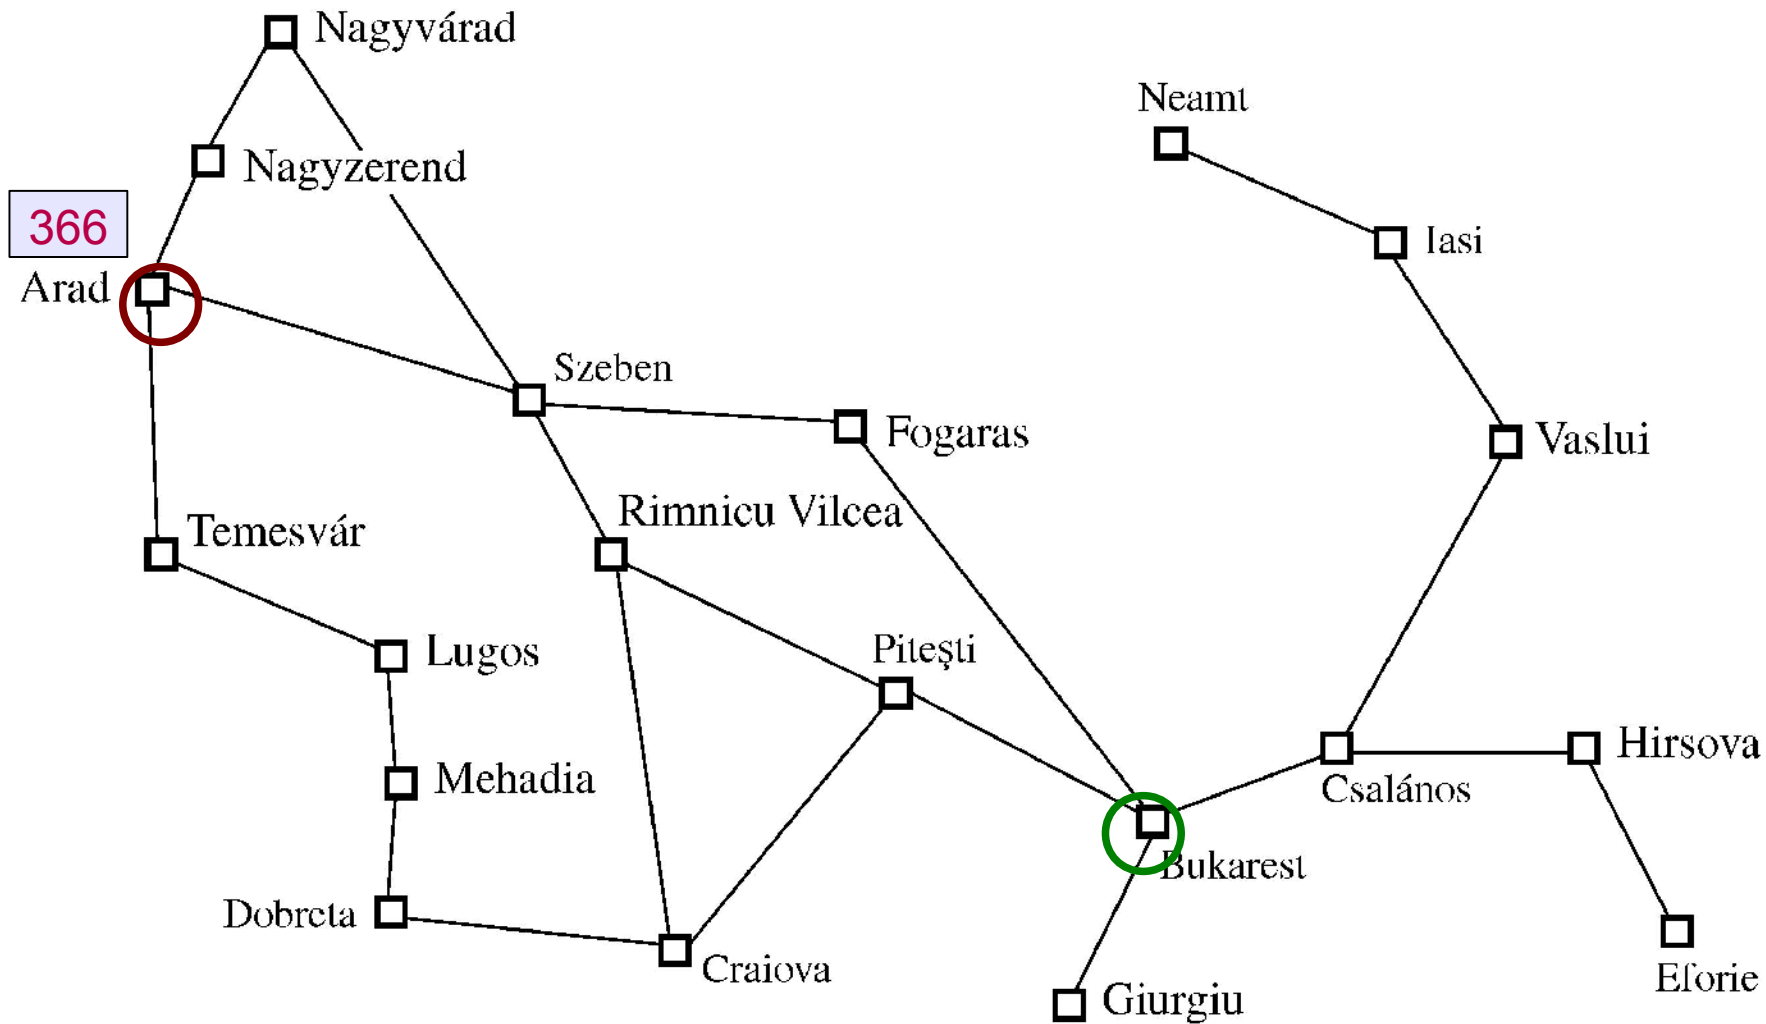 Nagyvárad
Neamt
Nagyzerend
366
Iasi
Arad
Szeben
Fogaras
Vaslui
Rimnicu Vilcea
Temesvár
Lugos
Piteşti
Hirsova
Mehadia
Csalános
Bukarest
Dobreta
Craiova
Eforie
Giurgiu